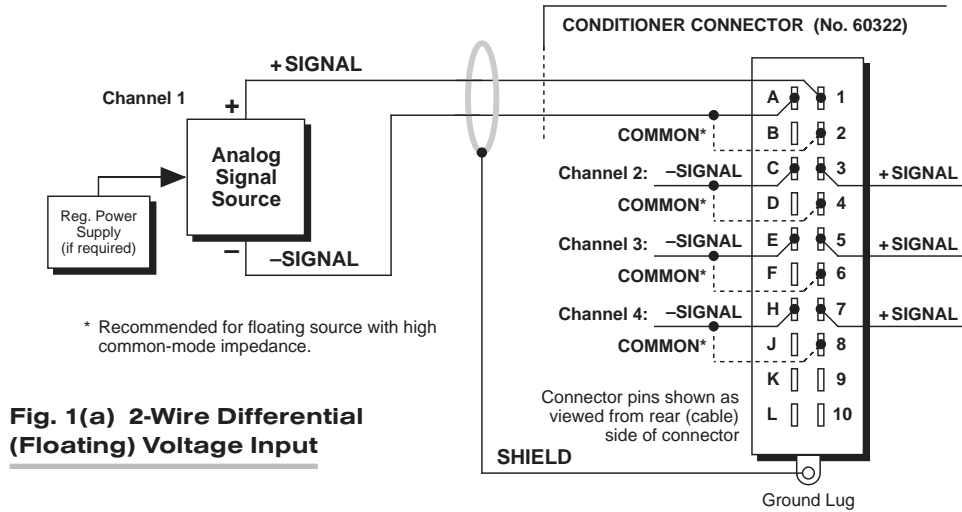 CONDITIONER CONNECTOR (No. 60322)
+SIGNAL
Channel 1
+
Analog
Signal
Source
Reg. Power
Supply
(if required)
–
–SIGNAL
A 1
COMMON* B 2
Channel 2: –SIGNAL C 3 +SIGNAL
COMMON* D 4
Channel 3: –SIGNAL E 5 +SIGNAL
COMMON* F 6
Channel 4: –SIGNAL H 7 +SIGNAL
COMMON* J 8
K 9
L 10
* Recommended for floating source with high
common-mode impedance.
Connector pins shown as
viewed from rear (cable)
side of connector
Fig. 1(a) 2-Wire Differential
(Floating) Voltage Input
SHIELD
Ground Lug